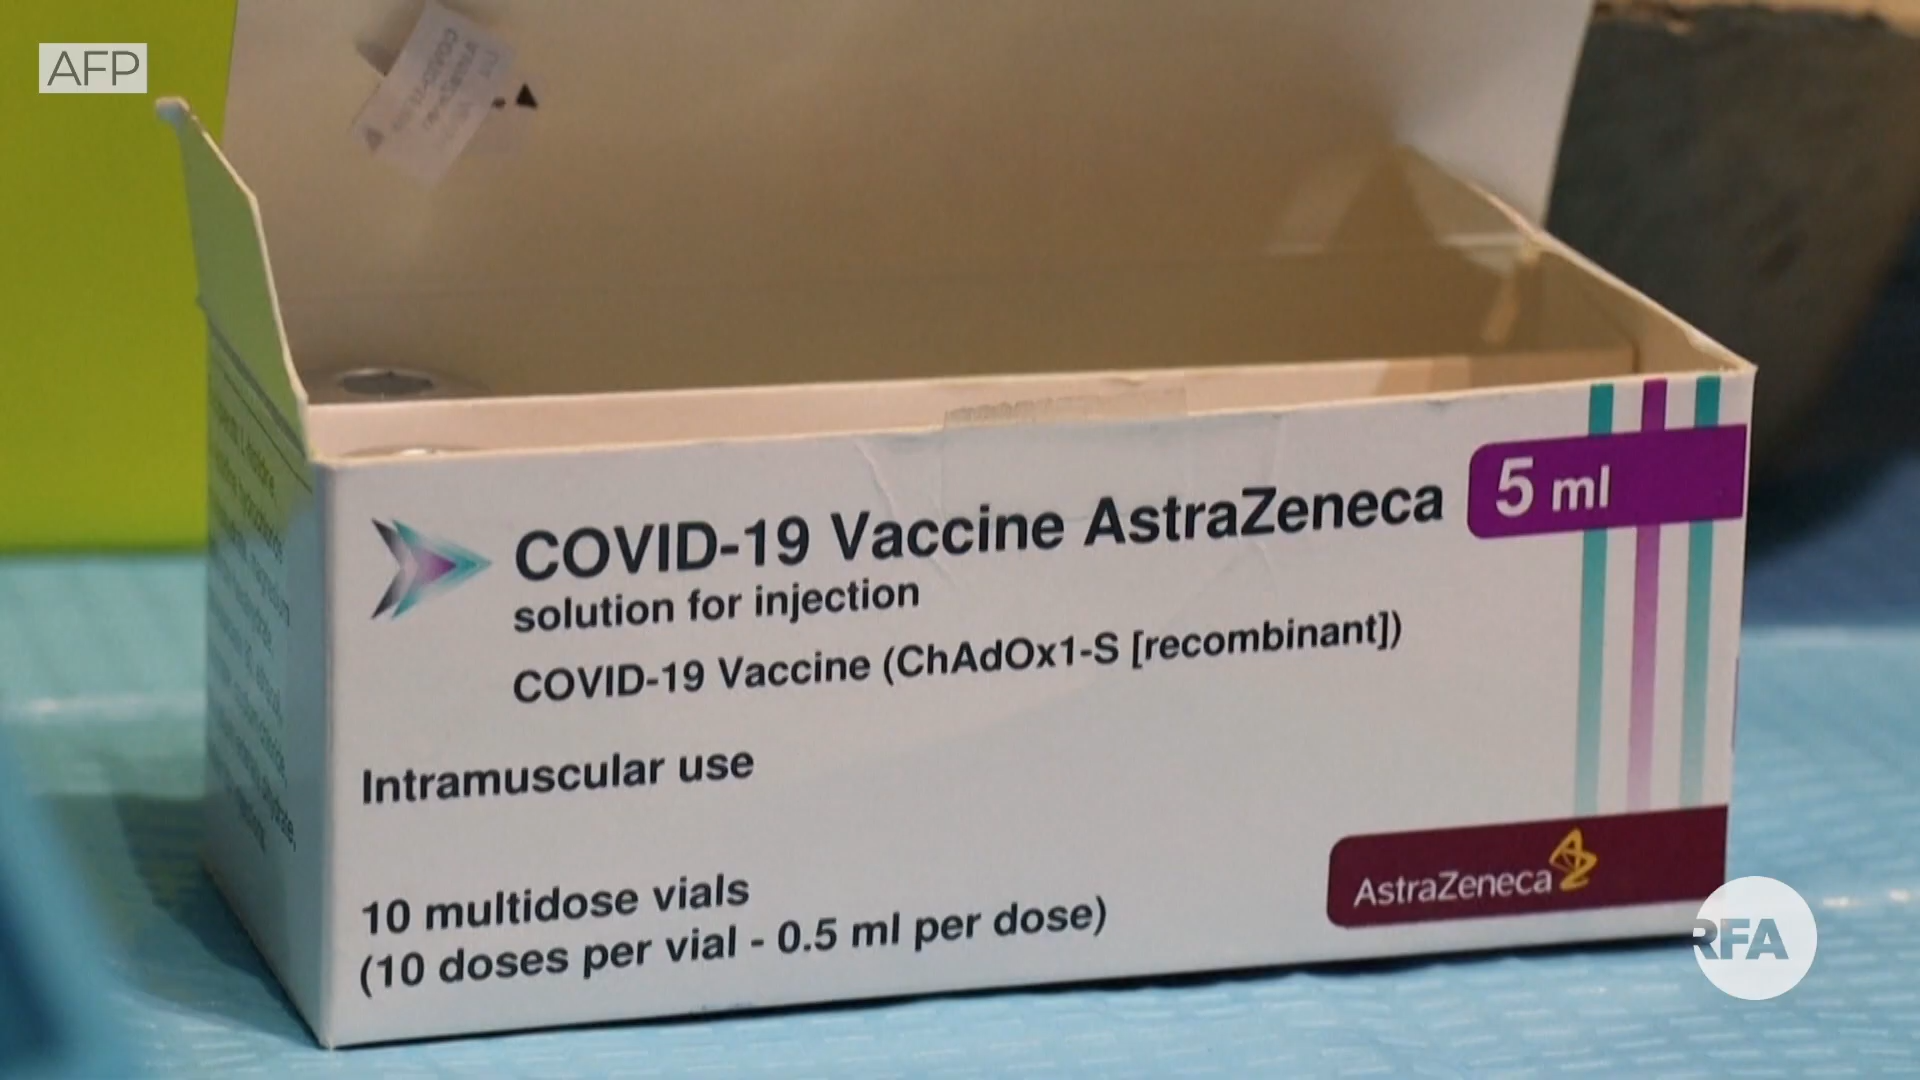 AFP
COVID-19 Vaccine AstraZeneca
5 ml
solution for injection
COVID-19 Vaccine (ChAdOx1-S [recombinant])
Intramuscular use
10 multidose vials
(10 doses per vial - 0.5 ml per dose)
AstraZeneca
RFA